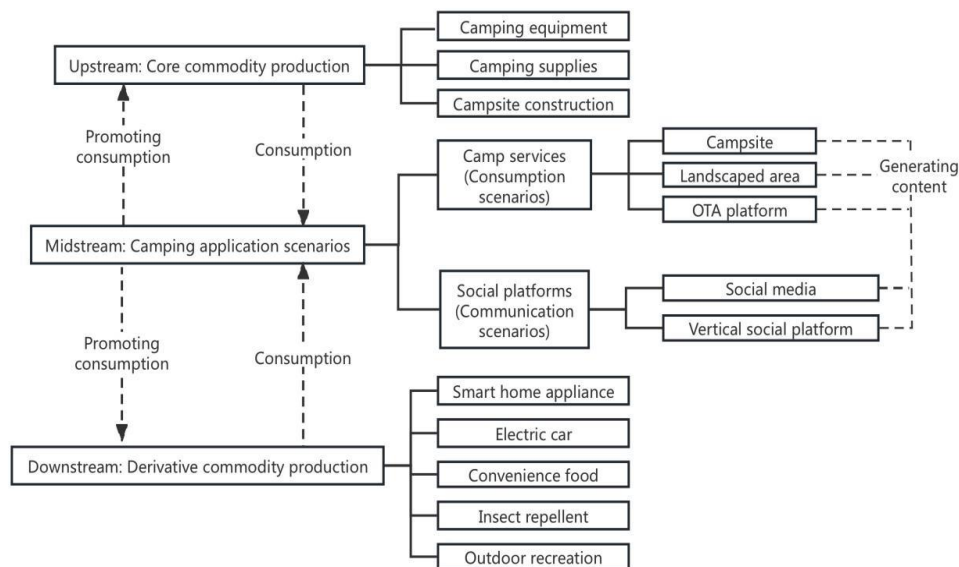 Camping equipment
Upstream: Core commodity production
Camping supplies
Campsite construction
Promoting
consumption
Consumption
Camp services
(Consumption
scenarios)
Campsite
Landscaped area
OTA platform
Generating
content
Midstream: Camping application scenarios
Social platforms
(Communication
scenarios)
Social media
Vertical social platform
Promoting
consumption
Consumption
Smart home appliance
Electric car
Downstream: Derivative commodity production
Convenience food
Insect repellent
Outdoor recreation